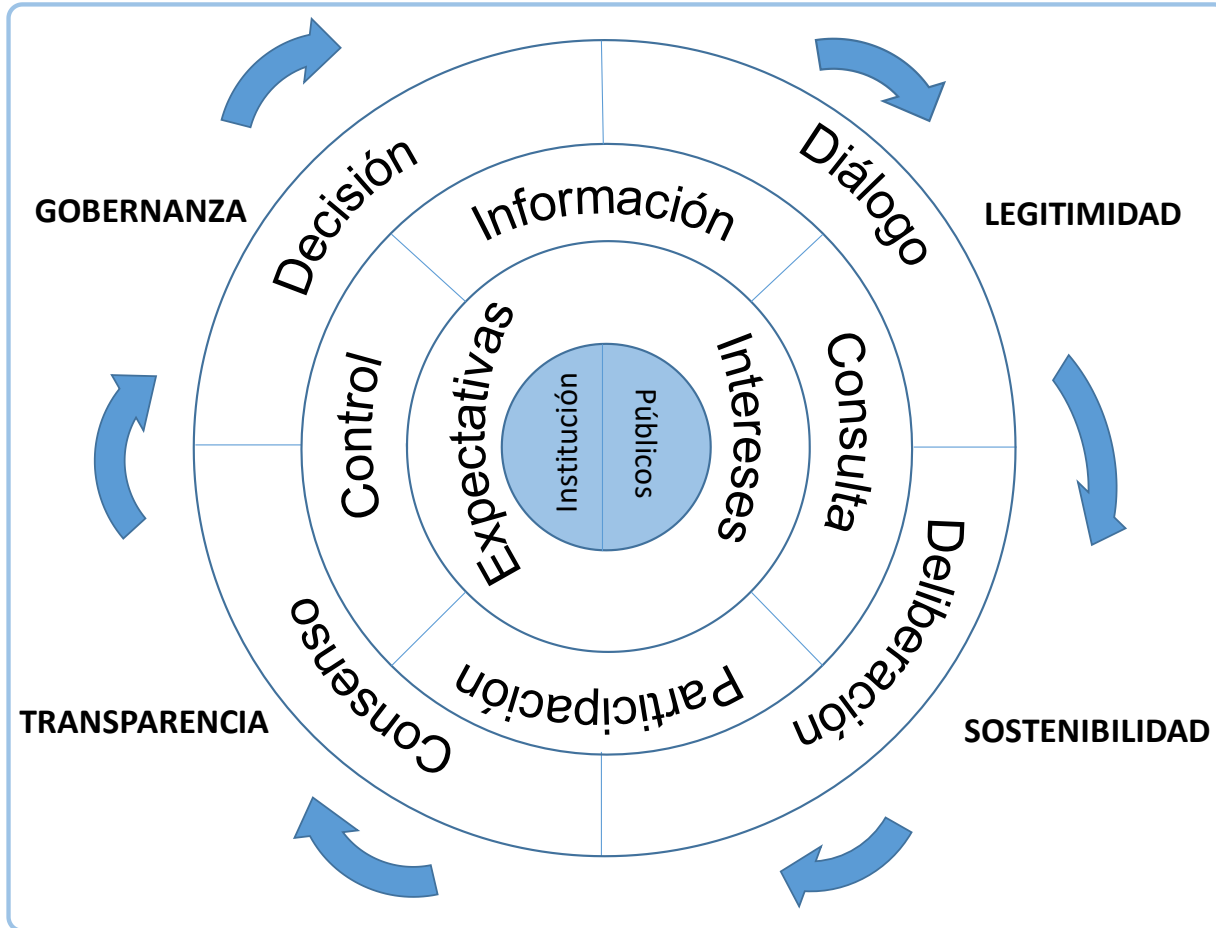 GOBERNANZA
LEGITIMIDAD
SOSTENIBILIDAD
TRANSPARENCIA
Decisión
Diálogo
Deliberación
Consenso
Información
Consulta
Participación
Control
Expectativas
Intereses
Institución
Públicos